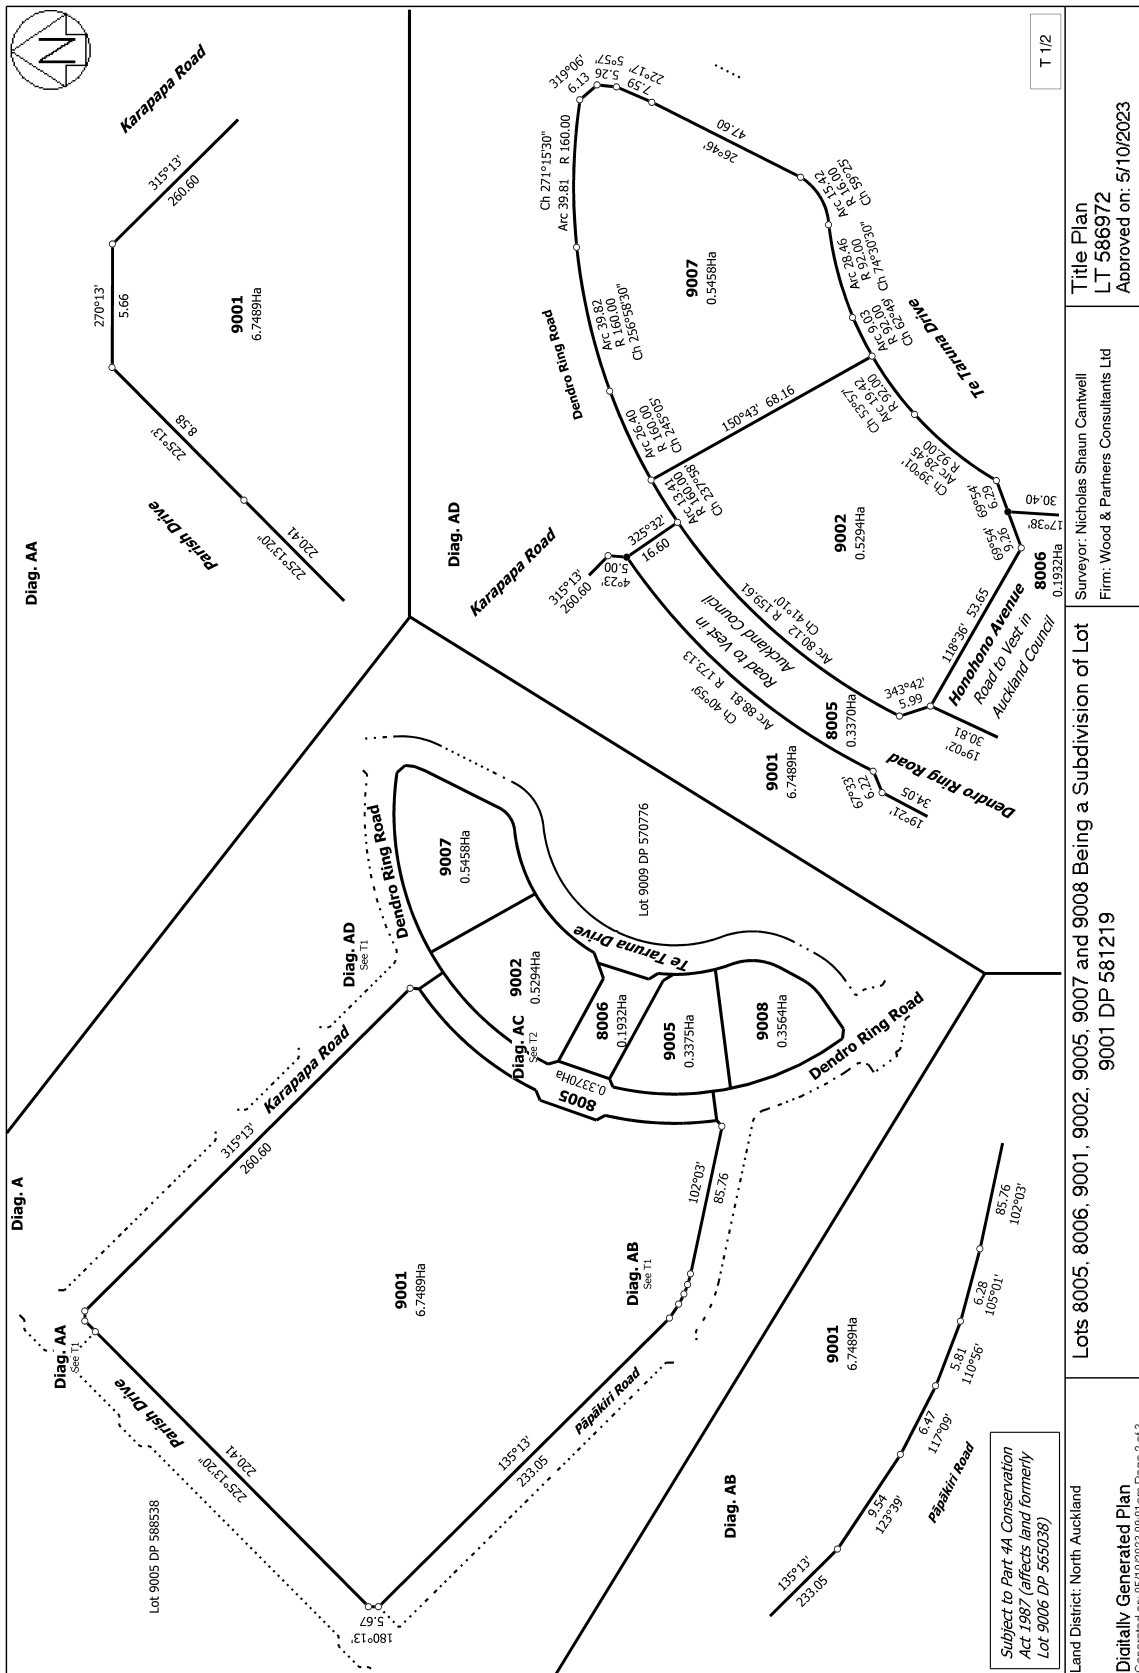 N
Diag. A
Diag. AA
See T1
Parish Drive
225°13'20"
220.41
Lot 9005 DP 588538
180°13'
5.67
135°13'
233.05
Pāpākiri Road
Diag. AB
See T1
102°03'
85.76
9001
6.7489Ha
Karapapa Road
315°13'
260.60
Diag. AD
See T1
Dendro Ring Road
9007
0.5458Ha
9002
0.5294Ha
Diag. AC
See T2
8006
0.1932Ha
8005
0.3370Ha
9005
0.3375Ha
9008
0.3564Ha
Te Taruna Drive
Dendro Ring Road
Lot 9009 DP 570776
Diag. AA
Karapapa Road
315°13'
260.60
270°13'
5.66
9001
6.7489Ha
8.58
225°13'
Parish Drive
220.41
225°13'20"
Diag. AD
Karapapa Road
315°13'
260.60
5.00
4°23'
325°32'
16.60
Dendro Ring Road
Arc 13.41
R 160.00
Ch 237°58'
Arc 26.40
R 160.00
Ch 245°05'
Arc 39.82
R 160.00
Ch 256°58'30"
Ch 271°15'30"
Arc 39.81 R 160.00
319°06'
6.13
5.26
5°57'
7.59
22°17'
47.60
26°46'
Arc 15.42
R 16.00
Ch 59°25'
Arc 28.46
R 92.00
Ch 74°30'30"
Arc 9.03
R 92.00
Ch 62°49'
Te Taruna Drive
9007
0.5458Ha
150°43' 68.16
Arc 19.42
R 92.00
Ch 53°57'
Arc 28.45
R 92.00
Ch 39°01'
6.29
69°54'
9.26
69°54'
30.40
17°38'
9002
0.5294Ha
Arc 80.12 R 159.61
Ch 41°10'
Road to Vest in
Auckland Council
Arc 88.81 R 173.13
Ch 40°59'
8005
0.3370Ha
9001
6.7489Ha
343°42'
5.99
118°36' 53.65
Honohono Avenue
Road to Vest in
Auckland Council
8006
0.1932Ha
30.81
19°02'
67°33'
6.22
34.05
19°21'
Dendro Ring Road
Diag. AB
135°13'
233.05
9.54
123°39'
6.47
117°09'
5.81
110°56'
6.28
105°01'
85.76
102°03'
9001
6.7489Ha
Pāpākiri Road
Subject to Part 4A Conservation
Act 1987 (affects land formerly
Lot 9006 DP 565038)
T 1/2
Land District: North Auckland
Digitally Generated Plan
Lots 8005, 8006, 9001, 9002, 9005, 9007 and 9008 Being a Subdivision of Lot
9001 DP 581219
Surveyor: Nicholas Shaun Cantwell
Firm: Wood & Partners Consultants Ltd
Title Plan
LT 586972
Approved on: 5/10/2023